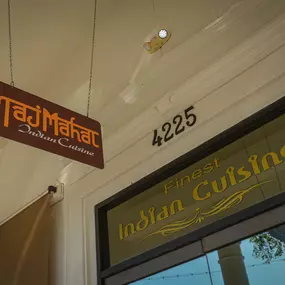 Taj Mahal
Indian Cuisine
4225
Finest
Indian Cuisine